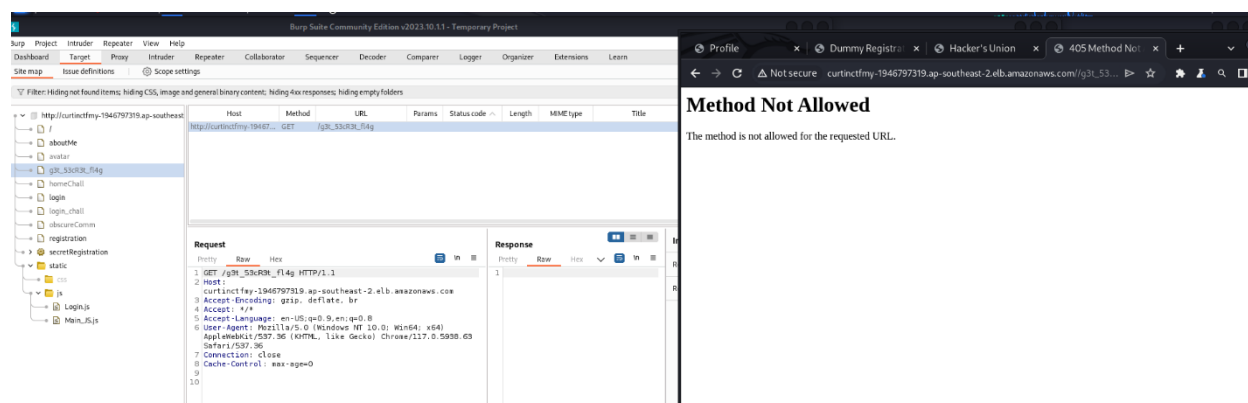 Burp Suite Community Edition v2023.10.1.1 - Temporary Project
Burp Project Intruder Repeater View Help
Dashboard Target Proxy Intruder Repeater Collaborator Sequencer Decoder Comparer Logger Organizer Extensions Learn
Site map Issue definitions Scope settings
Filter: Hiding not found items; hiding CSS, image and general binary content; hiding 4xx responses; hiding empty folders
http://curtinctfmy-1946797319.ap-southeast
/
aboutMe
avatar
g3t_53cR3t_fl4g
homeChall
login
login_chall
obscureComm
registration
secretRegistration
static
css
js
Login.js
Main_JS.js
Host Method URL Params Status code Length MIME type Title
http://curtinctfmy-19467... GET /g3t_53cR3t_fl4g
Request
Pretty Raw Hex
\n
1 GET /g3t_53cR3t_fl4g HTTP/1.1
2 Host:
curtinctfmy-1946797319.ap-southeast-2.elb.amazonaws.com
3 Accept-Encoding: gzip, deflate, br
4 Accept: */*
5 Accept-Language: en-US;q=0.9,en;q=0.8
6 User-Agent: Mozilla/5.0 (Windows NT 10.0; Win64; x64)
AppleWebKit/537.36 (KHTML, like Gecko) Chrome/117.0.5938.63
Safari/537.36
7 Connection: close
8 Cache-Control: max-age=0
9
10
Response
Pretty Raw Hex
\n
1
Profile
Dummy Registrat
Hacker's Union
405 Method Not
Not secure curtinctfmy-1946797319.ap-southeast-2.elb.amazonaws.com//g3t_53...
Method Not Allowed
The method is not allowed for the requested URL.